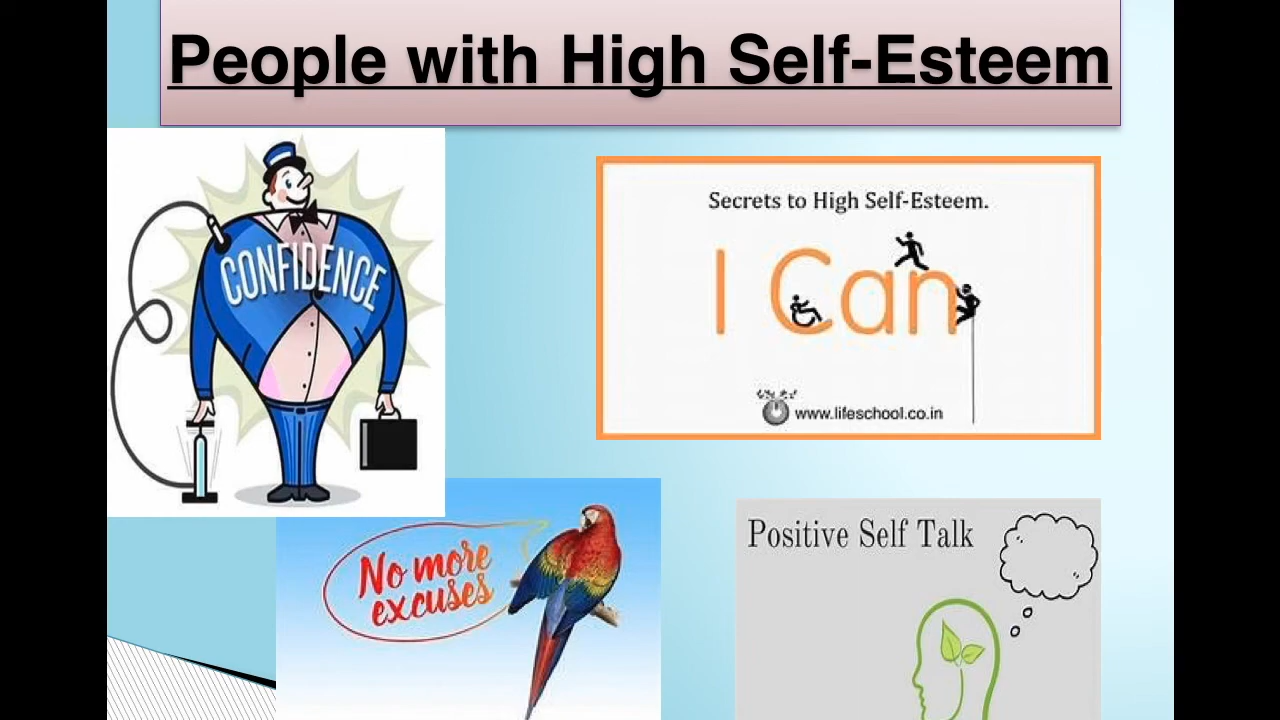 People with High Self-Esteem
CONFIDENCE
Secrets to High Self-Esteem.
I Can
www.lifeschool.co.in
No more
excuses
Positive Self Talk